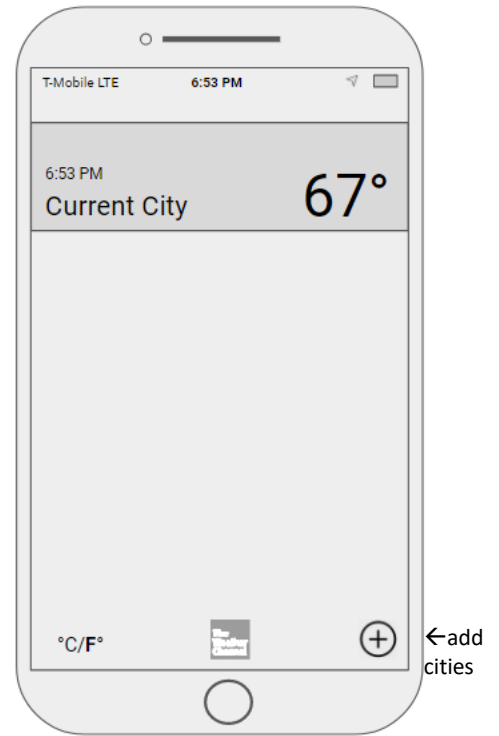 T-Mobile LTE 6:53 PM
6:53 PM
Current City 67°
°C/F°
←add
cities